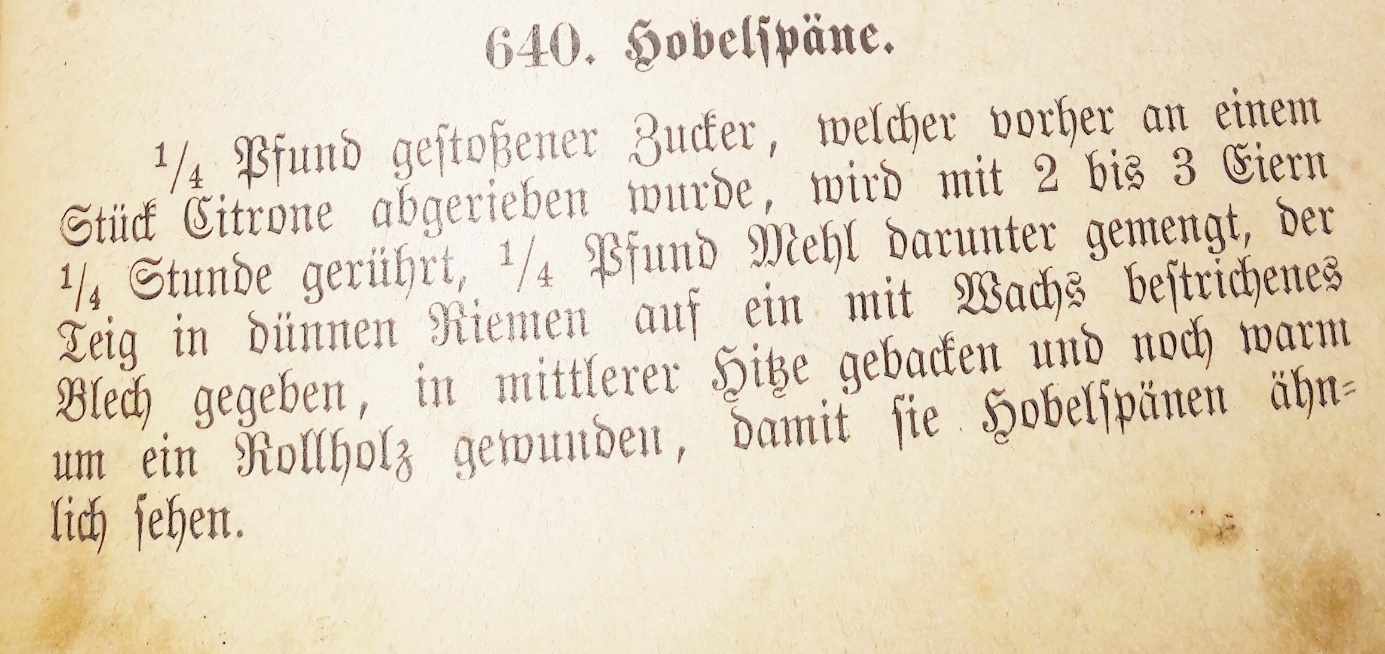 640. Hobelſpäne.
1/4 Pfund geſtoßener Zucker, welcher vorher an einem
Stück Citrone abgerieben wurde, wird mit 2 bis 3 Eiern
1/4 Stunde gerührt, 1/4 Pfund Mehl darunter gemengt, der
Teig in dünnen Riemen auf ein mit Wachs beſtrichenes
Blech gegeben, in mittlerer Hitze gebacken und noch warm
um ein Rollholz gewunden, damit ſie Hobelſpänen ähn⸗
lich ſehen.